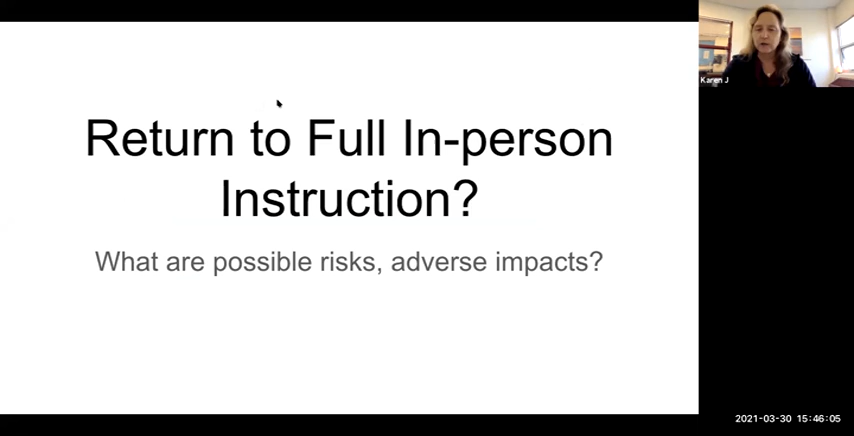 Karen J
Return to Full In-person
Instruction?
What are possible risks, adverse impacts?
2021-03-30 15:46:05